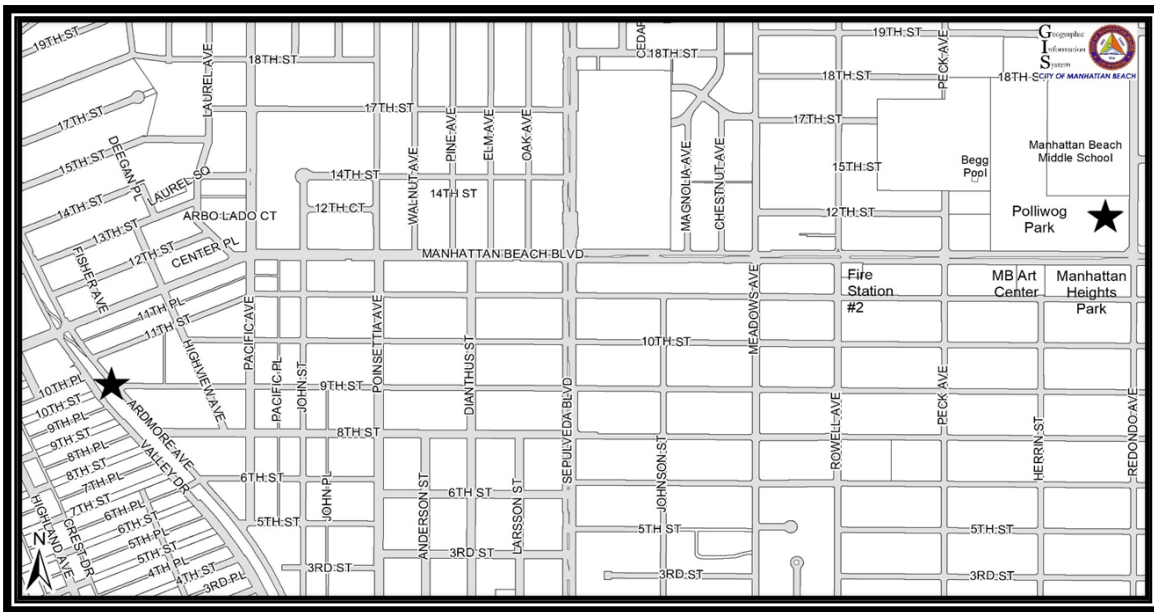 19TH ST
LAUREL AVE
18TH ST
CEDAR
18TH ST
19TH ST
PECK AVE
Geographic
Information
System
CITY OF MANHATTAN BEACH
18TH ST
18TH S
17TH ST
17TH ST
17TH ST
DEEGAN PL
15TH ST
LAUREL SQ
14TH ST
14TH ST
14TH ST
WALNUT AVE
PINE AVE
ELM AVE
OAK AVE
MAGNOLIA AVE
CHESTNUT AVE
15TH ST
Begg
Pool
Manhattan Beach
Middle School
Polliwog
Park
12TH ST
12TH CT
ARBOLADO CT
13TH ST
12TH ST
CENTER PL
MANHATTAN BEACH BLVD
FISHER AVE
11TH PL
11TH ST
HIGHVIEW AVE
PACIFIC AVE
PACIFIC PL
JOHN ST
POINSETTIA AVE
DIANTHUS ST
SEPULVEDA BLVD
10TH ST
MEADOWS AVE
Fire
Station
#2
MB Art
Center
Manhattan
Heights
Park
10TH PL
10TH ST
9TH PL
9TH ST
8TH PL
8TH ST
7TH PL
7TH ST
6TH PL
6TH ST
5TH PL
5TH ST
4TH PL
4TH ST
3RD PL
ARDMORE AVE
VALLEY DR
HIGHLAND AVE
CREST DR
9TH ST
8TH ST
6TH ST
JOHN PL
5TH ST
3RD ST
ANDERSON ST
6TH ST
LARSSON ST
3RD ST
JOHNSON ST
5TH ST
3RD ST
ROWELL AVE
PECK AVE
HERRIN ST
REDONDO AVE
5TH ST
3RD ST
N